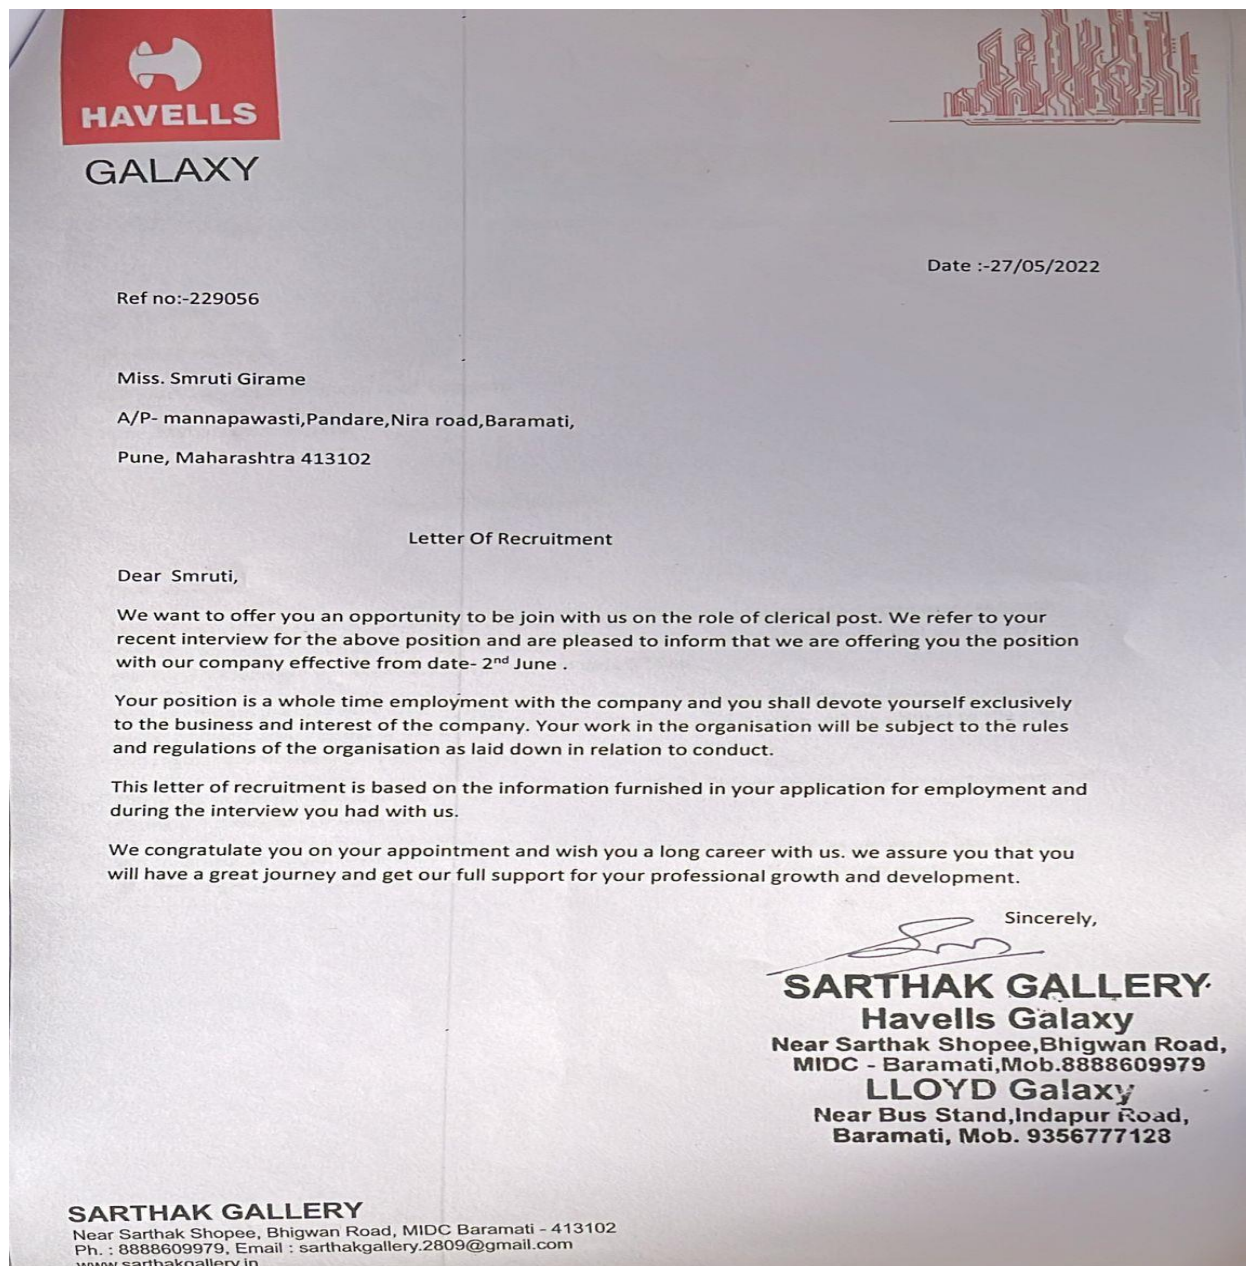 HAVELLS
GALAXY
Date :-27/05/2022
Ref no:-229056
Miss. Smruti Girame
A/P- mannapawasti,Pandare,Nira road,Baramati,
Pune, Maharashtra 413102
Letter Of Recruitment
Dear Smruti,
We want to offer you an opportunity to be join with us on the role of clerical post. We refer to your
recent interview for the above position and are pleased to inform that we are offering you the position
with our company effective from date- 2nd June .
Your position is a whole time employment with the company and you shall devote yourself exclusively
to the business and interest of the company. Your work in the organisation will be subject to the rules
and regulations of the organisation as laid down in relation to conduct.
This letter of recruitment is based on the information furnished in your application for employment and
during the interview you had with us.
We congratulate you on your appointment and wish you a long career with us. we assure you that you
will have a great journey and get our full support for your professional growth and development.
Sincerely,
SARTHAK GALLERY
Havells Galaxy
Near Sarthak Shopee,Bhigwan Road,
MIDC - Baramati,Mob.8888609979
LLOYD Galaxy
Near Bus Stand,Indapur Road,
Baramati, Mob. 9356777128
SARTHAK GALLERY
Near Sarthak Shopee, Bhigwan Road, MIDC Baramati - 413102
Ph. : 8888609979, Email : sarthakgallery.2809@gmail.com
www.sarthakgallery.in